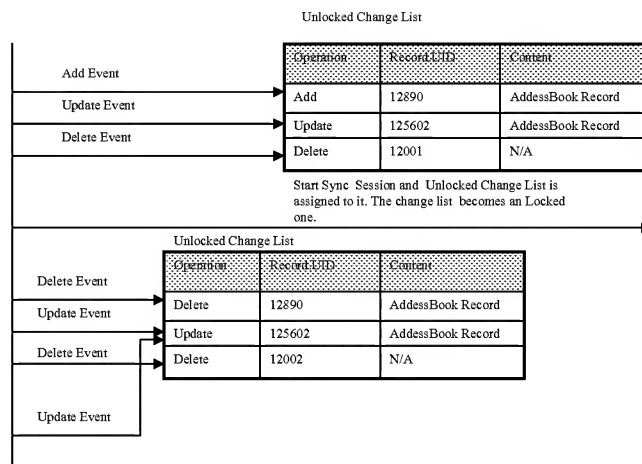 Unlocked Change List
Operation Record.UID Content
Add Event
Add 12890 AddessBook Record
Update Event
Update 125602 AddessBook Record
Delete Event
Delete 12001 N/A
Start Sync Session and Unlocked Change List is
assigned to it. The change list becomes an Locked
one.
Unlocked Change List
Operation Record.UID Content
Delete Event
Delete 12890 AddessBook Record
Update Event
Update 125602 AddessBook Record
Delete Event
Delete 12002 N/A
Update Event